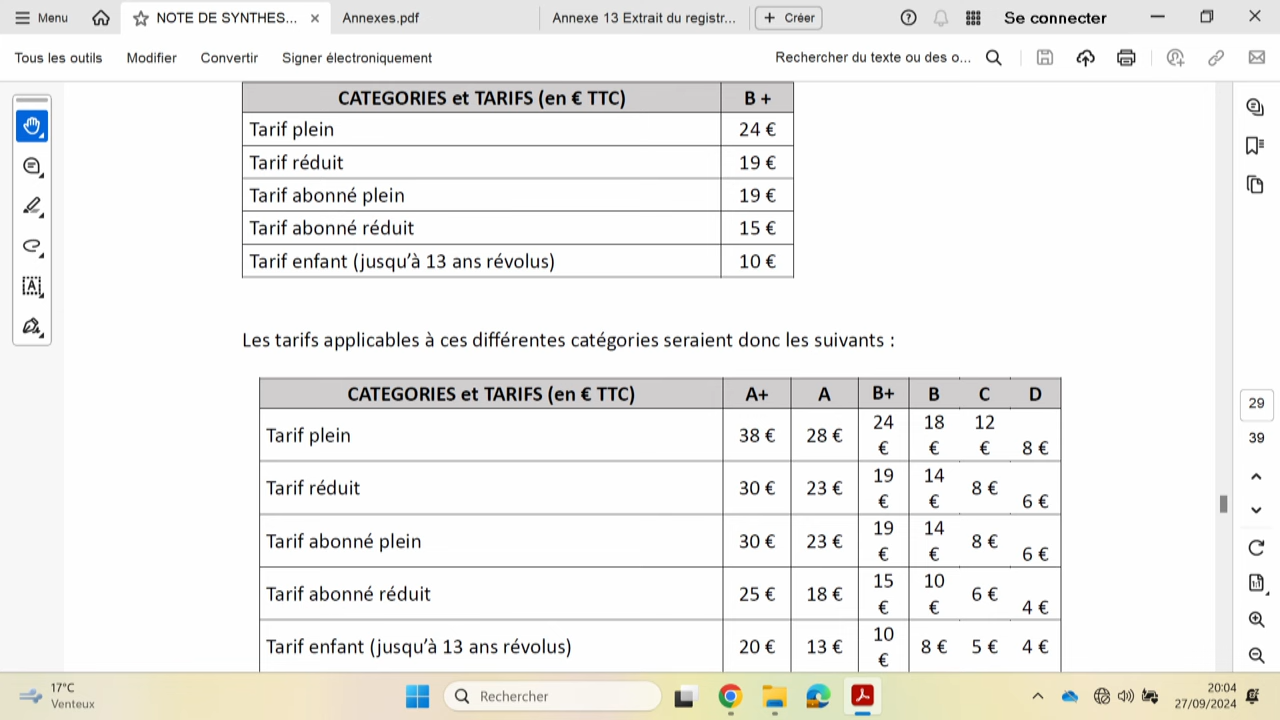 Menu NOTE DE SYNTHES... Annexes.pdf Annexe 13 Extrait du registr... + Créer Se connecter
Tous les outils Modifier Convertir Signer électroniquement Rechercher du texte ou des o...
CATEGORIES et TARIFS (en € TTC) B +
Tarif plein 24 €
Tarif réduit 19 €
Tarif abonné plein 19 €
Tarif abonné réduit 15 €
Tarif enfant (jusqu'à 13 ans révolus) 10 €
Les tarifs applicables à ces différentes catégories seraient donc les suivants :
CATEGORIES et TARIFS (en € TTC) A+ A B+ B C D
Tarif plein 38 € 28 € 24 € 18 € 12 € 8 €
Tarif réduit 30 € 23 € 19 € 14 € 8 € 6 €
Tarif abonné plein 30 € 23 € 19 € 14 € 8 € 6 €
Tarif abonné réduit 25 € 18 € 15 € 10 € 6 € 4 €
Tarif enfant (jusqu'à 13 ans révolus) 20 € 13 € 10 € 8 € 5 € 4 €
29
39
17°C
Venteux
Rechercher
20:04
27/09/2024